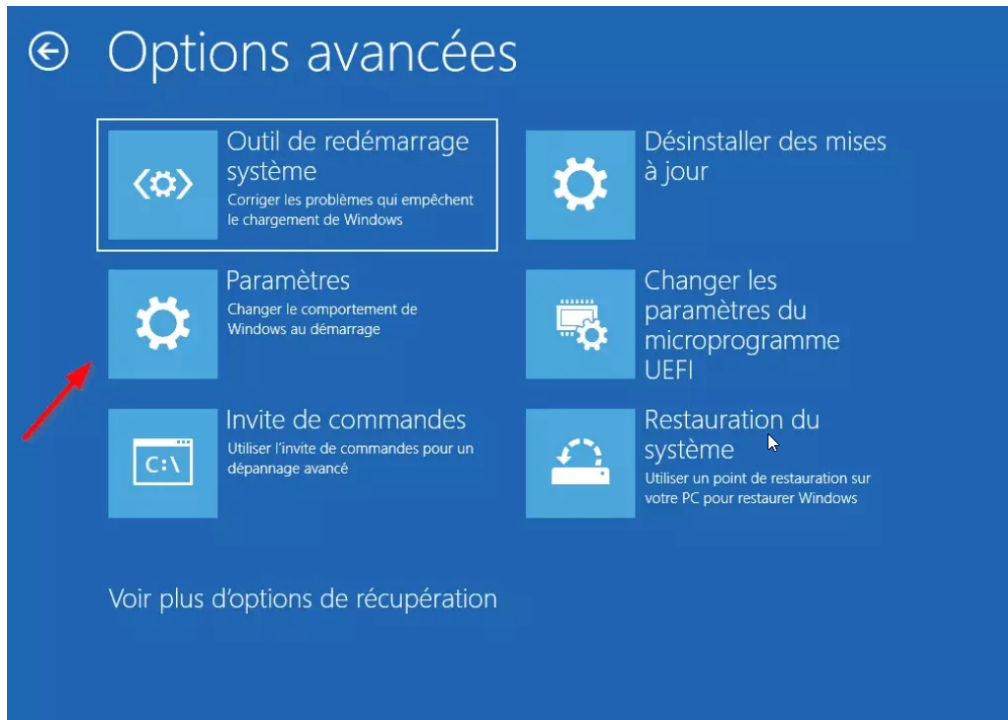 Options avancées
Outil de redémarrage
système
Corriger les problèmes qui empêchent
le chargement de Windows
Désinstaller des mises
à jour
Paramètres
Changer le comportement de
Windows au démarrage
Changer les
paramètres du
microprogramme
UEFI
C:\
Invite de commandes
Utiliser l'invite de commandes pour un
dépannage avancé
Restauration du
système
Utiliser un point de restauration sur
votre PC pour restaurer Windows
Voir plus d'options de récupération